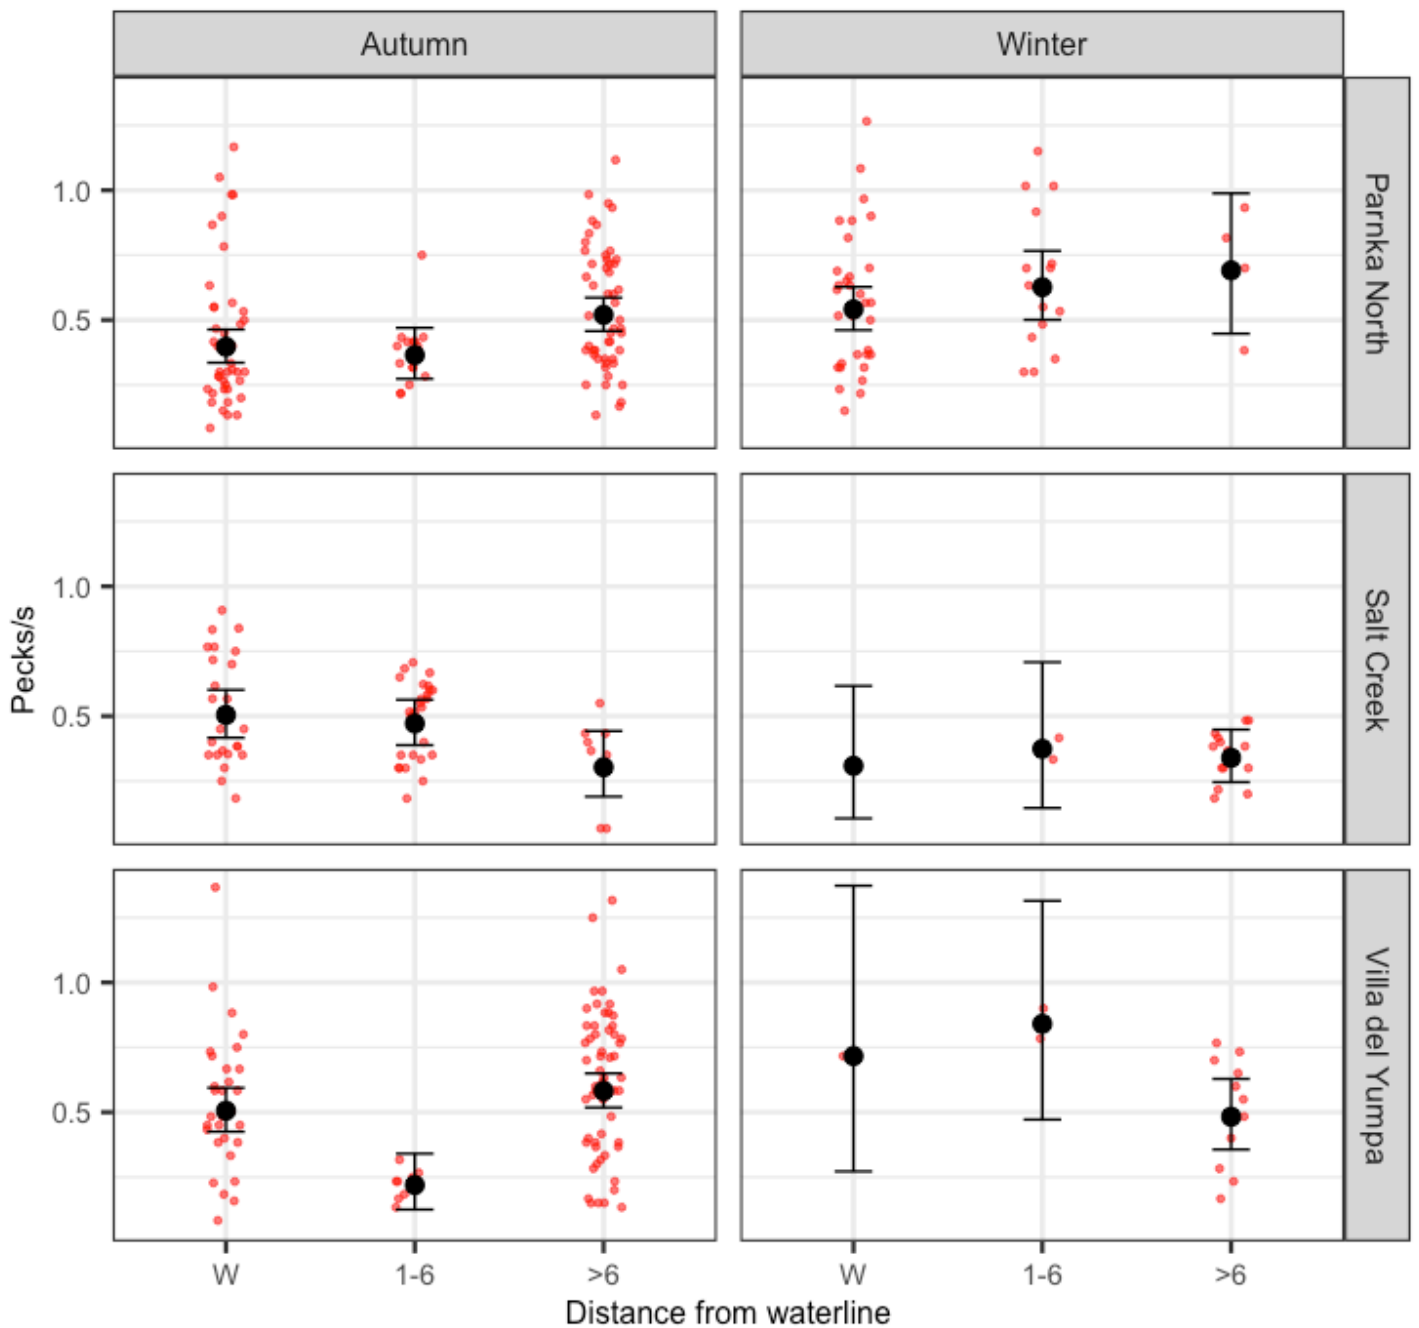 Autumn
Winter
1.0
0.5
Parnka North
1.0
0.5
Salt Creek
Pecks/s
1.0
0.5
Villa del Yumpa
W
1-6
>6
W
1-6
>6
Distance from waterline